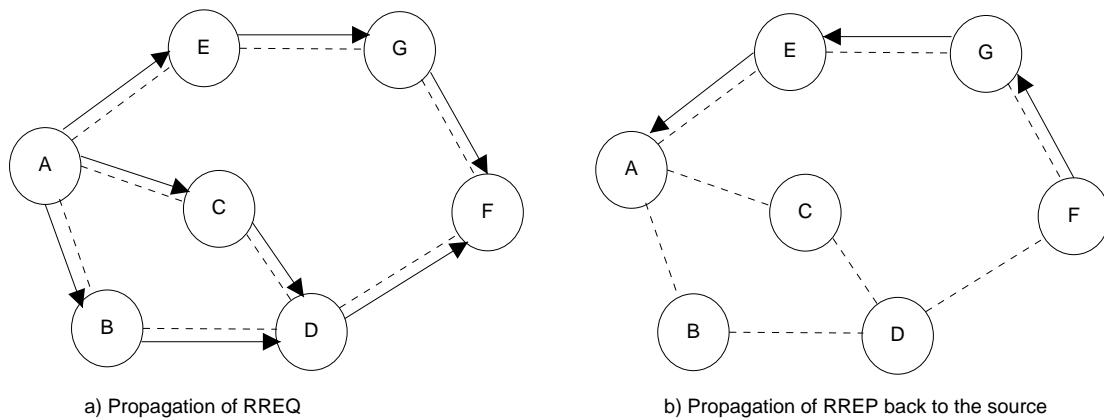 E
G
A
C
F
B
D
a) Propagation of RREQ
E
G
A
C
F
B
D
b) Propagation of RREP back to the source